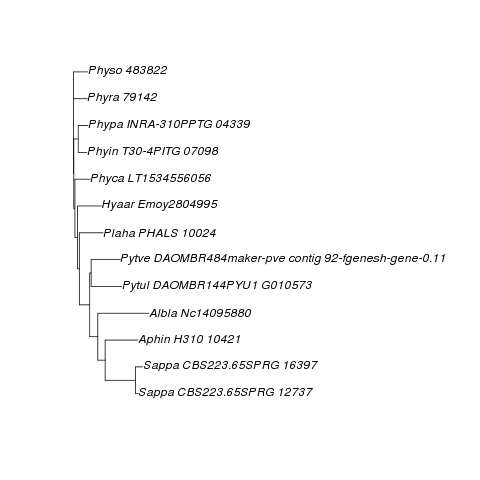 Physo 483822
Phyra 79142
Phypa INRA-310PPTG 04339
Phyin T30-4PITG 07098
Phyca LT1534556056
Hyaar Emoy2804995
Plaha PHALS 10024
Pytve DAOMBR484maker-pve contig 92-fgenesh-gene-0.11
Pytul DAOMBR144PYU1 G010573
Albla Nc14095880
Aphin H310 10421
Sappa CBS223.65SPRG 16397
Sappa CBS223.65SPRG 12737